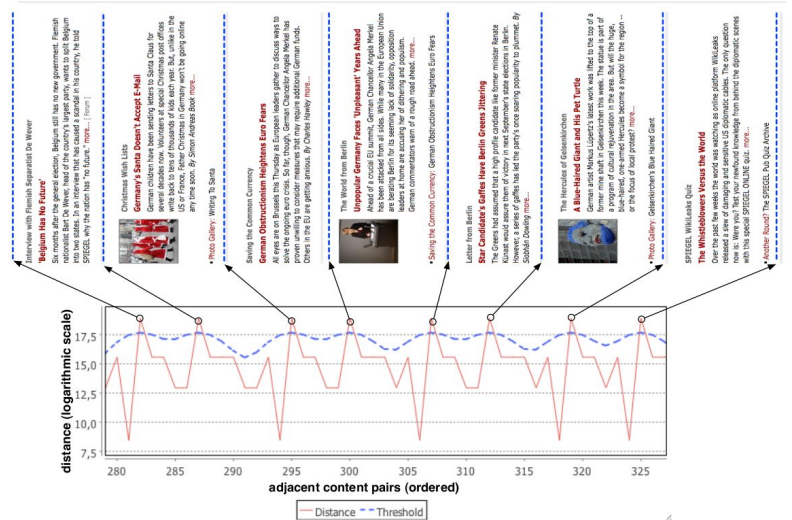 Interview with Flemish Separatist De Wever
'Belgium Has No Future'
Six months after the general election, Belgium still has no new government. Flemish
nationalist Bart De Wever, head of the country's largest party, wants to split Belgium
into two states. In an interview that has caused a scandal in his country, he told
SPIEGEL why the nation has "no future." more... [ Forum ]
Christmas Wish Lists
Germany's Santa Doesn't Accept E-Mail
German children have been sending letters to Santa Claus for
several decades now. Volunteers at special Christmas post offices
write back to tens of thousands of kids each year. But, unlike in the
US or France, Father Christmas in Germany won't be going online
any time soon. By Simon Andreas Book more...
• Photo Gallery: Writing To Santa
Saving the Common Currency
German Obstructionism Heightens Euro Fears
All eyes are on Brussels this Thursday as European leaders gather to discuss ways to
solve the ongoing euro crisis. So far, though, German Chancellor Angela Merkel has
proven unwilling to consider measures that may require additional German funds.
Others in the EU are getting anxious. By Charles Hawley more...
The World from Berlin
Unpopular Germany Faces 'Unpleasant' Years Ahead
Ahead of a crucial EU summit, German Chancellor Angela Merkel
has been attacked from all sides. While many in the European Union
are berating Berlin for its seeming lack of solidarity, opposition
leaders at home are accusing her of dithering and populism.
German commentators warn of a rough road ahead. more...
• Saving the Common Currency: German Obstructionism Heightens Euro Fears
Letter from Berlin
Star Candidate's Gaffes Have Berlin Greens Jittering
The Greens had assumed that a high profile candidate like former minister Renate
Künast would assure them of victory in next September's state elections in Berlin.
However, a series of gaffes has led the party's once soaring popularity to plummet. By
Siobhán Dowling more...
The Hercules of Gelsenkirchen
A Blue-Haired Giant and His Pet Turtle
German artist Markus Lüpertz's latest work was lifted to the top of a
former mine shaft in Gelsenkirchen this week. The statue is part of
a program of cultural rejuvenation in the area. But will the huge,
blue-haired, one-armed Hercules become a symbol for the region --
or the focus of local protest? more...
• Photo Gallery: Gelsenkirchen's Blue Haired Giant
SPIEGEL WikiLeaks Quiz
The Whistleblowers Versus the World
Over the past few weeks the world was watching as online platform WikiLeaks
released a slew of damaging and sensitive US diplomatic cables. The only question
now is: Were you? Test your newfound knowledge from behind the diplomatic scenes
with this special SPIEGEL ONLINE quiz. more...
• Another Round? The SPIEGEL Pub Quiz Archive
distance (logarithmic scale)
17,5
15,0
12,5
10,0
7,5
280 285 290 295 300 305 310 315 320 325
adjacent content pairs (ordered)
Distance Threshold